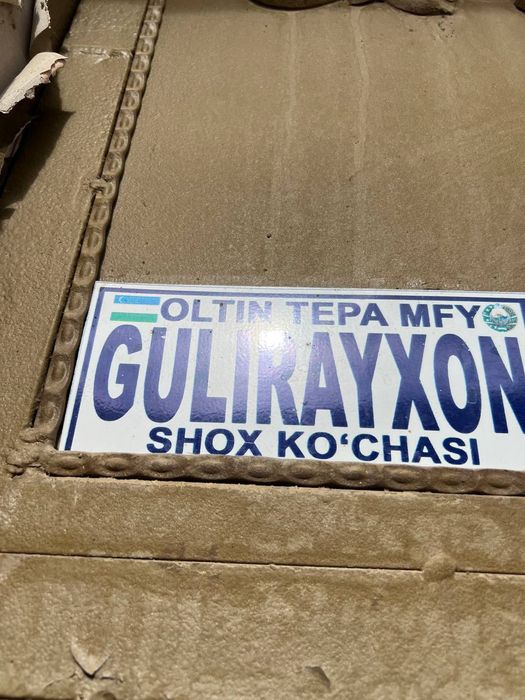 OLTIN TEPA MFY
GULIRAYXON
SHOX KO‘CHASI